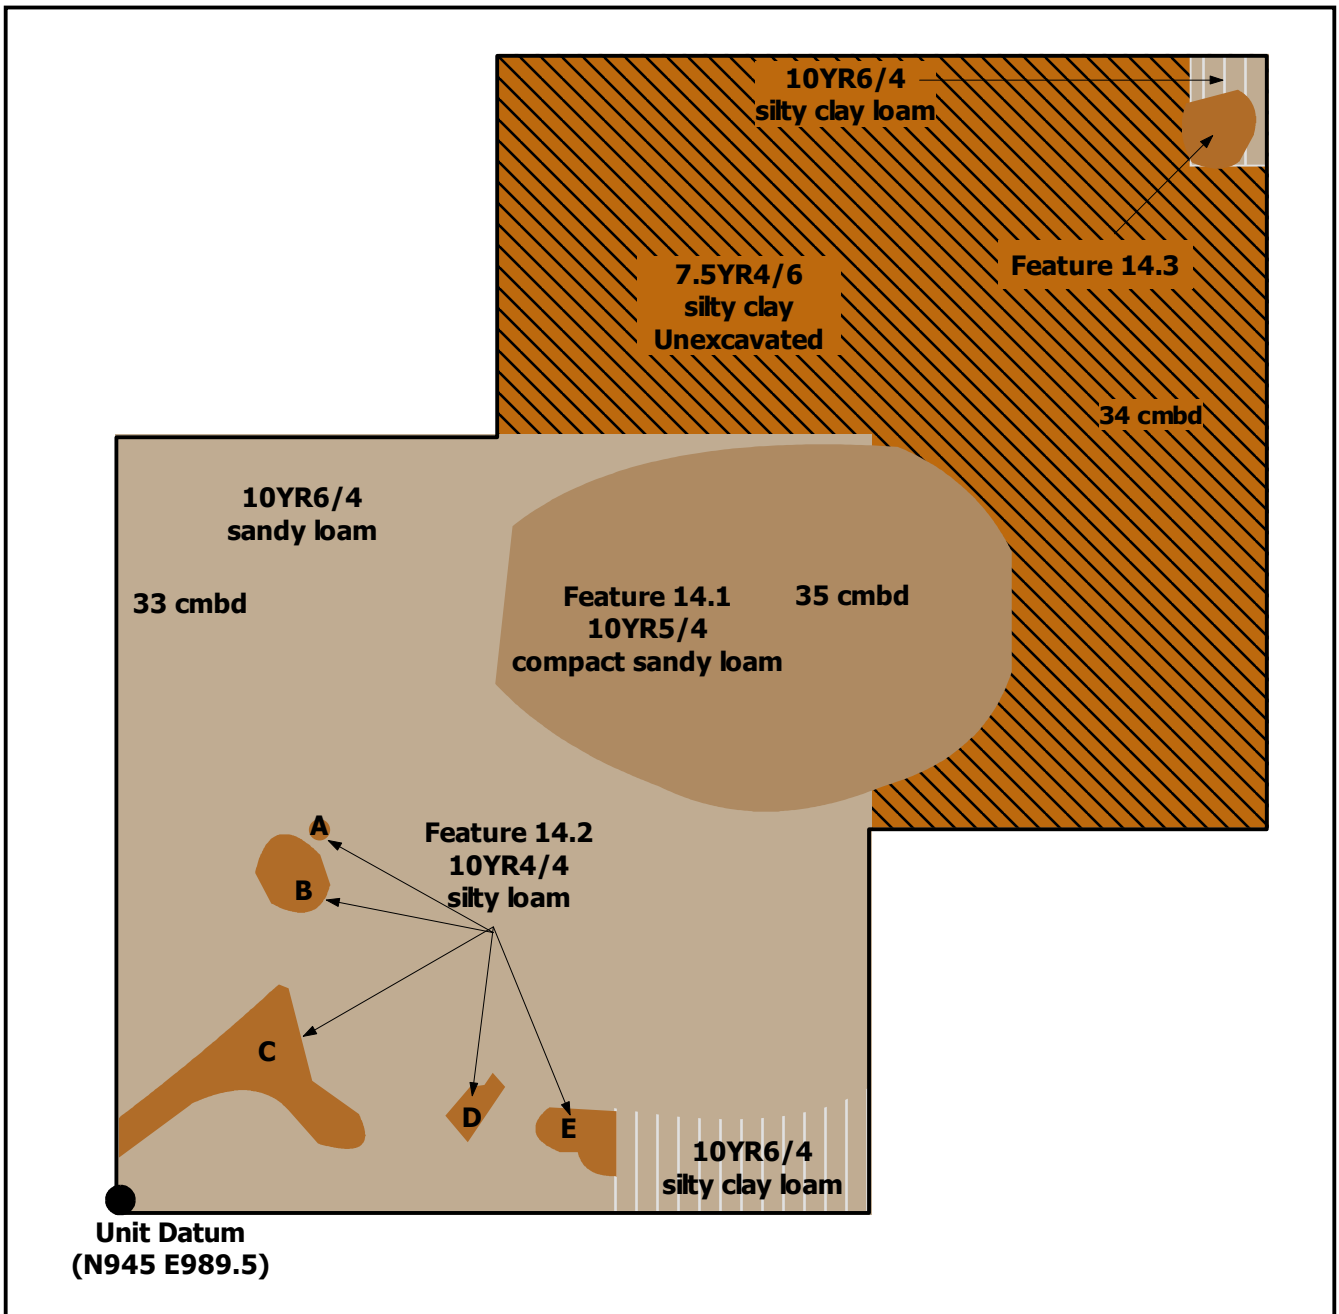 10YR6/4
silty clay loam
Feature 14.3
7.5YR4/6
silty clay
Unexcavated
34 cmbd
10YR6/4
sandy loam
33 cmbd
Feature 14.1
10YR5/4
compact sandy loam
35 cmbd
A
B
Feature 14.2
10YR4/4
silty loam
C
D
E
10YR6/4
silty clay loam
Unit Datum
(N945 E989.5)